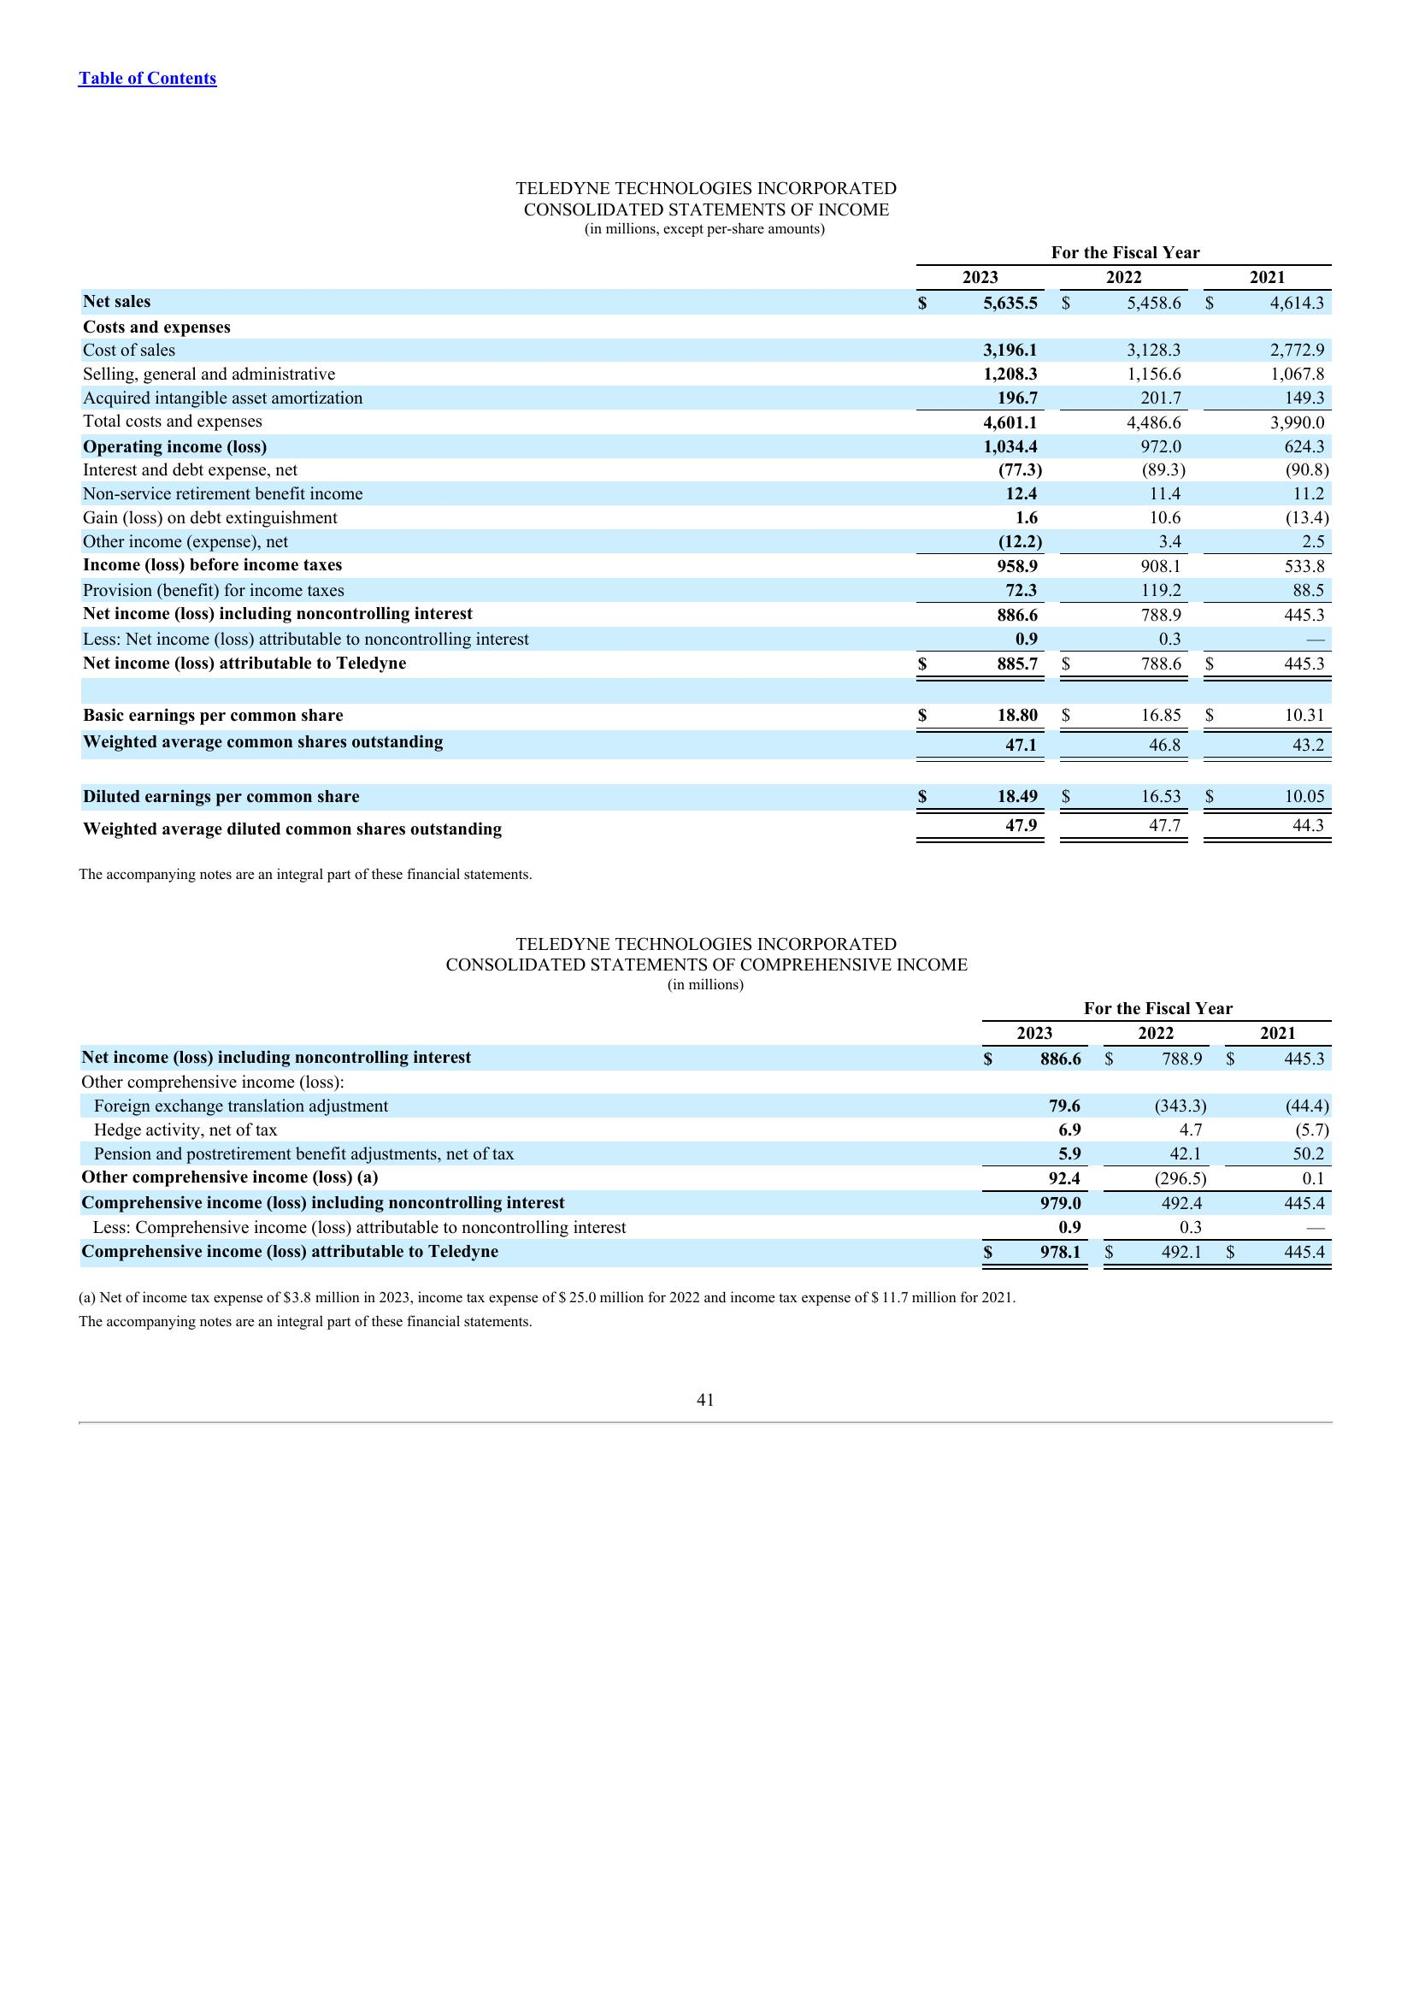 Table of Contents
TELEDYNE TECHNOLOGIES INCORPORATED
CONSOLIDATED STATEMENTS OF INCOME
(in millions, except per-share amounts)
For the Fiscal Year
2023 2022 2021
Net sales $ 5,635.5 $ 5,458.6 $ 4,614.3
Costs and expenses
Cost of sales 3,196.1 3,128.3 2,772.9
Selling, general and administrative 1,208.3 1,156.6 1,067.8
Acquired intangible asset amortization 196.7 201.7 149.3
Total costs and expenses 4,601.1 4,486.6 3,990.0
Operating income (loss) 1,034.4 972.0 624.3
Interest and debt expense, net (77.3) (89.3) (90.8)
Non-service retirement benefit income 12.4 11.4 11.2
Gain (loss) on debt extinguishment 1.6 10.6 (13.4)
Other income (expense), net (12.2) 3.4 2.5
Income (loss) before income taxes 958.9 908.1 533.8
Provision (benefit) for income taxes 72.3 119.2 88.5
Net income (loss) including noncontrolling interest 886.6 788.9 445.3
Less: Net income (loss) attributable to noncontrolling interest 0.9 0.3 —
Net income (loss) attributable to Teledyne $ 885.7 $ 788.6 $ 445.3
Basic earnings per common share $ 18.80 $ 16.85 $ 10.31
Weighted average common shares outstanding 47.1 46.8 43.2
Diluted earnings per common share $ 18.49 $ 16.53 $ 10.05
Weighted average diluted common shares outstanding 47.9 47.7 44.3
The accompanying notes are an integral part of these financial statements.
TELEDYNE TECHNOLOGIES INCORPORATED
CONSOLIDATED STATEMENTS OF COMPREHENSIVE INCOME
(in millions)
For the Fiscal Year
2023 2022 2021
Net income (loss) including noncontrolling interest $ 886.6 $ 788.9 $ 445.3
Other comprehensive income (loss):
Foreign exchange translation adjustment 79.6 (343.3) (44.4)
Hedge activity, net of tax 6.9 4.7 (5.7)
Pension and postretirement benefit adjustments, net of tax 5.9 42.1 50.2
Other comprehensive income (loss) (a) 92.4 (296.5) 0.1
Comprehensive income (loss) including noncontrolling interest 979.0 492.4 445.4
Less: Comprehensive income (loss) attributable to noncontrolling interest 0.9 0.3 —
Comprehensive income (loss) attributable to Teledyne $ 978.1 $ 492.1 $ 445.4
(a) Net of income tax expense of $3.8 million in 2023, income tax expense of $ 25.0 million for 2022 and income tax expense of $ 11.7 million for 2021.
The accompanying notes are an integral part of these financial statements.
41